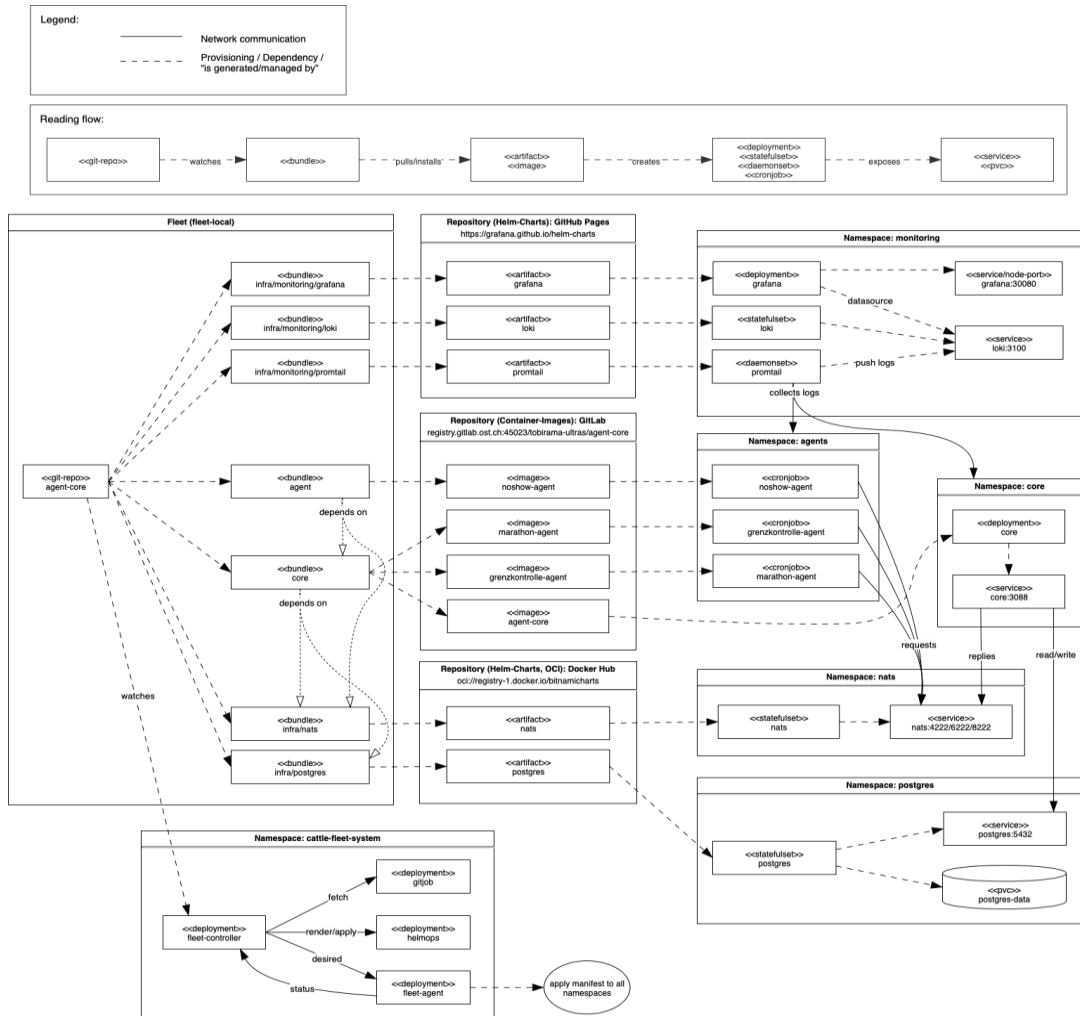 Legend:
Network communication
Provisioning / Dependency /
"is generated/managed by"
Reading flow:
<<git-repo>>
watches
<<bundle>>
pulls/installs
<<artifact>>
<<image>>
creates
<<deployment>>
<<statefulset>>
<<daemonset>>
<<cronjob>>
exposes
<<service>>
<<pvc>>
Fleet (fleet-local)
<<git-repo>>
agent-core
<<bundle>>
infra/monitoring/grafana
<<bundle>>
infra/monitoring/loki
<<bundle>>
infra/monitoring/promtail
<<bundle>>
agent
depends on
<<bundle>>
core
depends on
<<bundle>>
infra/nats
<<bundle>>
infra/postgres
watches
Repository (Helm-Charts): GitHub Pages
https://grafana.github.io/helm-charts
<<artifact>>
grafana
<<artifact>>
loki
<<artifact>>
promtail
Repository (Container-Images): GitLab
registry.gitlab.ost.ch:45023/tobirama-ultras/agent-core
<<image>>
noshow-agent
<<image>>
marathon-agent
<<image>>
grenzkontrolle-agent
<<image>>
agent-core
Repository (Helm-Charts, OCI): Docker Hub
oci://registry-1.docker.io/bitnamicharts
<<artifact>>
nats
<<artifact>>
postgres
Namespace: monitoring
<<deployment>>
grafana
<<service/node-port>>
grafana:30080
datasource
<<statefulset>>
loki
<<service>>
loki:3100
<<daemonset>>
promtail
push logs
collects logs
Namespace: agents
<<cronjob>>
noshow-agent
<<cronjob>>
grenzkontrolle-agent
<<cronjob>>
marathon-agent
Namespace: core
<<deployment>>
core
<<service>>
core:3088
requests
replies
read/write
Namespace: nats
<<statefulset>>
nats
<<service>>
nats:4222/6222/8222
Namespace: postgres
<<statefulset>>
postgres
<<service>>
postgres:5432
<<pvc>>
postgres-data
Namespace: cattle-fleet-system
<<deployment>>
fleet-controller
fetch
<<deployment>>
gitjob
render/apply
<<deployment>>
helmops
desired
status
<<deployment>>
fleet-agent
apply manifest to all
namespaces